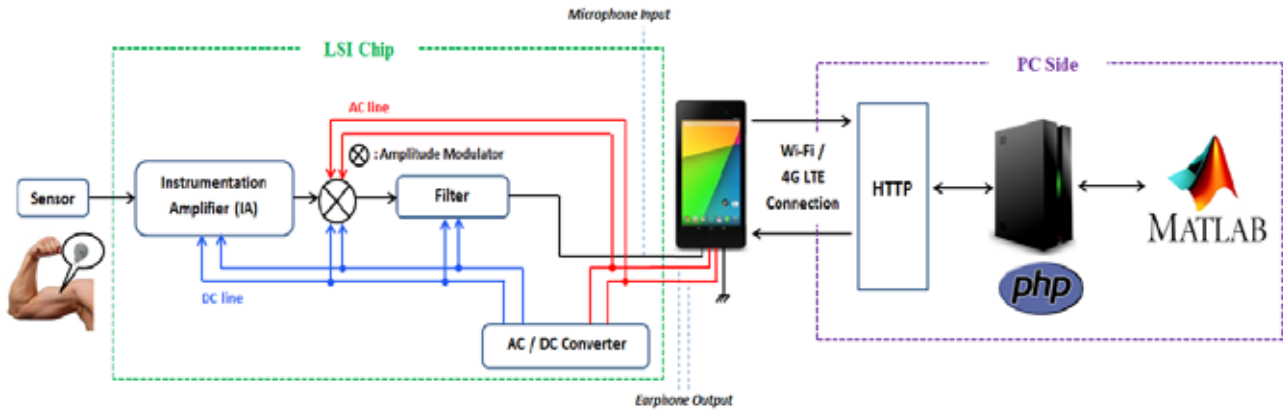 Microphone Input
LSI Chip
PC Side
AC line
: Amplitude Modulator
Sensor
Instrumentation
Amplifier (IA)
Filter
Wi-Fi /
4G LTE
Connection
HTTP
MATLAB
php
DC line
AC / DC Converter
Earphone Output